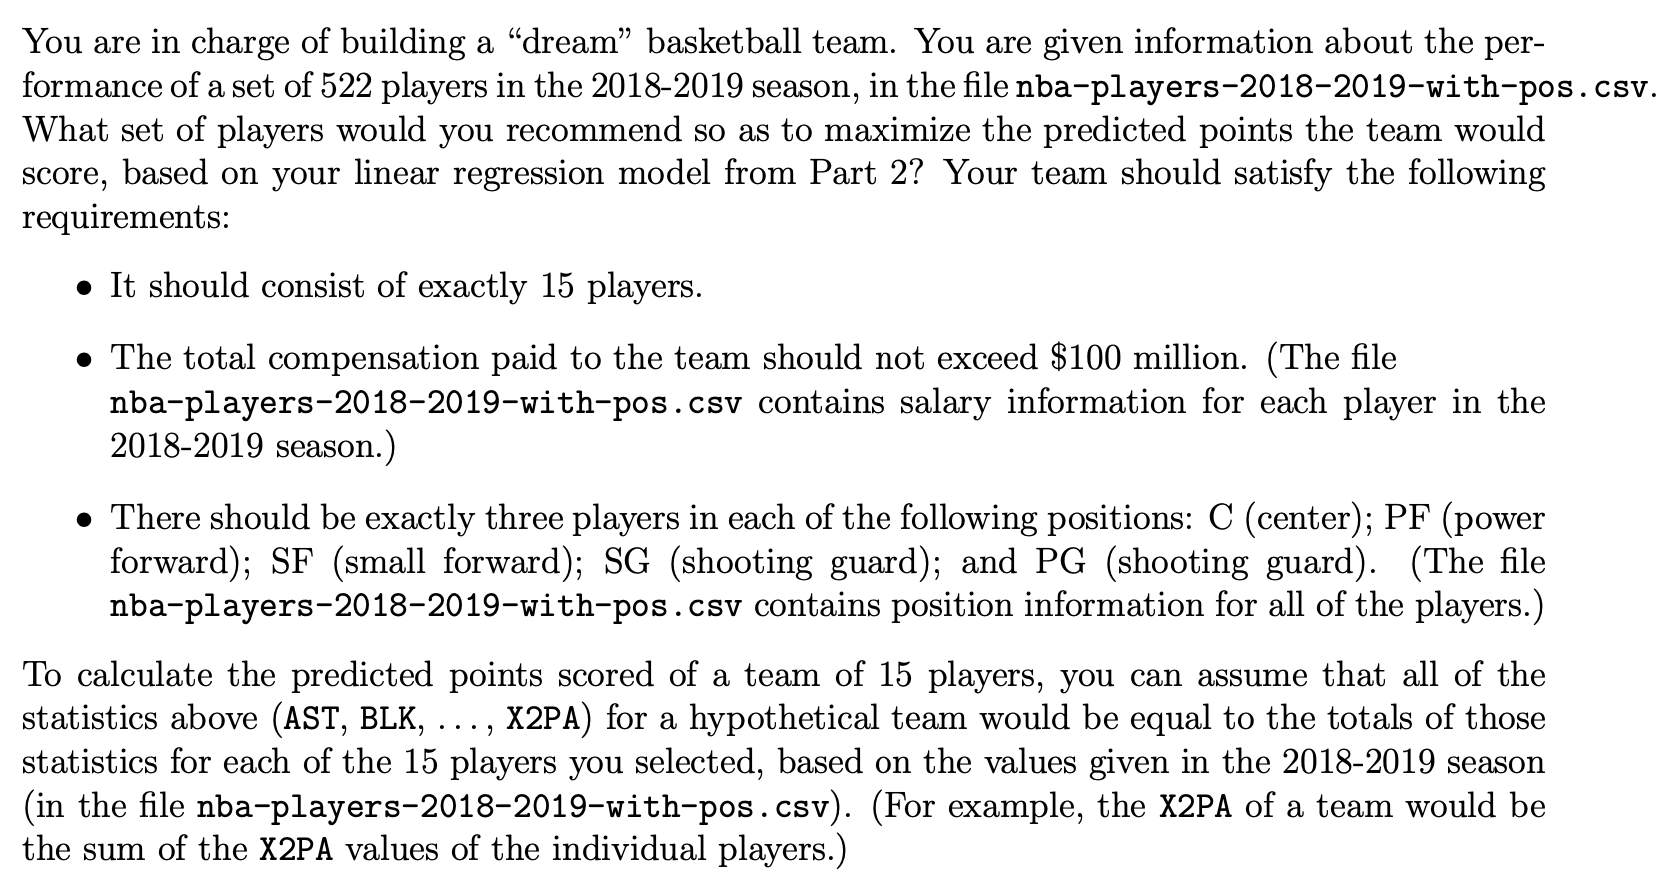 You are in charge of building a “dream” basketball team. You are given information about the per-
formance of a set of 522 players in the 2018-2019 season, in the file nba-players-2018-2019-with-pos.csv.
What set of players would you recommend so as to maximize the predicted points the team would
score, based on your linear regression model from Part 2? Your team should satisfy the following
requirements:
• It should consist of exactly 15 players.
• The total compensation paid to the team should not exceed $100 million. (The file
nba-players-2018-2019-with-pos.csv contains salary information for each player in the
2018-2019 season.)
• There should be exactly three players in each of the following positions: C (center); PF (power
forward); SF (small forward); SG (shooting guard); and PG (shooting guard). (The file
nba-players-2018-2019-with-pos.csv contains position information for all of the players.)
To calculate the predicted points scored of a team of 15 players, you can assume that all of the
statistics above (AST, BLK, ..., X2PA) for a hypothetical team would be equal to the totals of those
statistics for each of the 15 players you selected, based on the values given in the 2018-2019 season
(in the file nba-players-2018-2019-with-pos.csv). (For example, the X2PA of a team would be
the sum of the X2PA values of the individual players.)